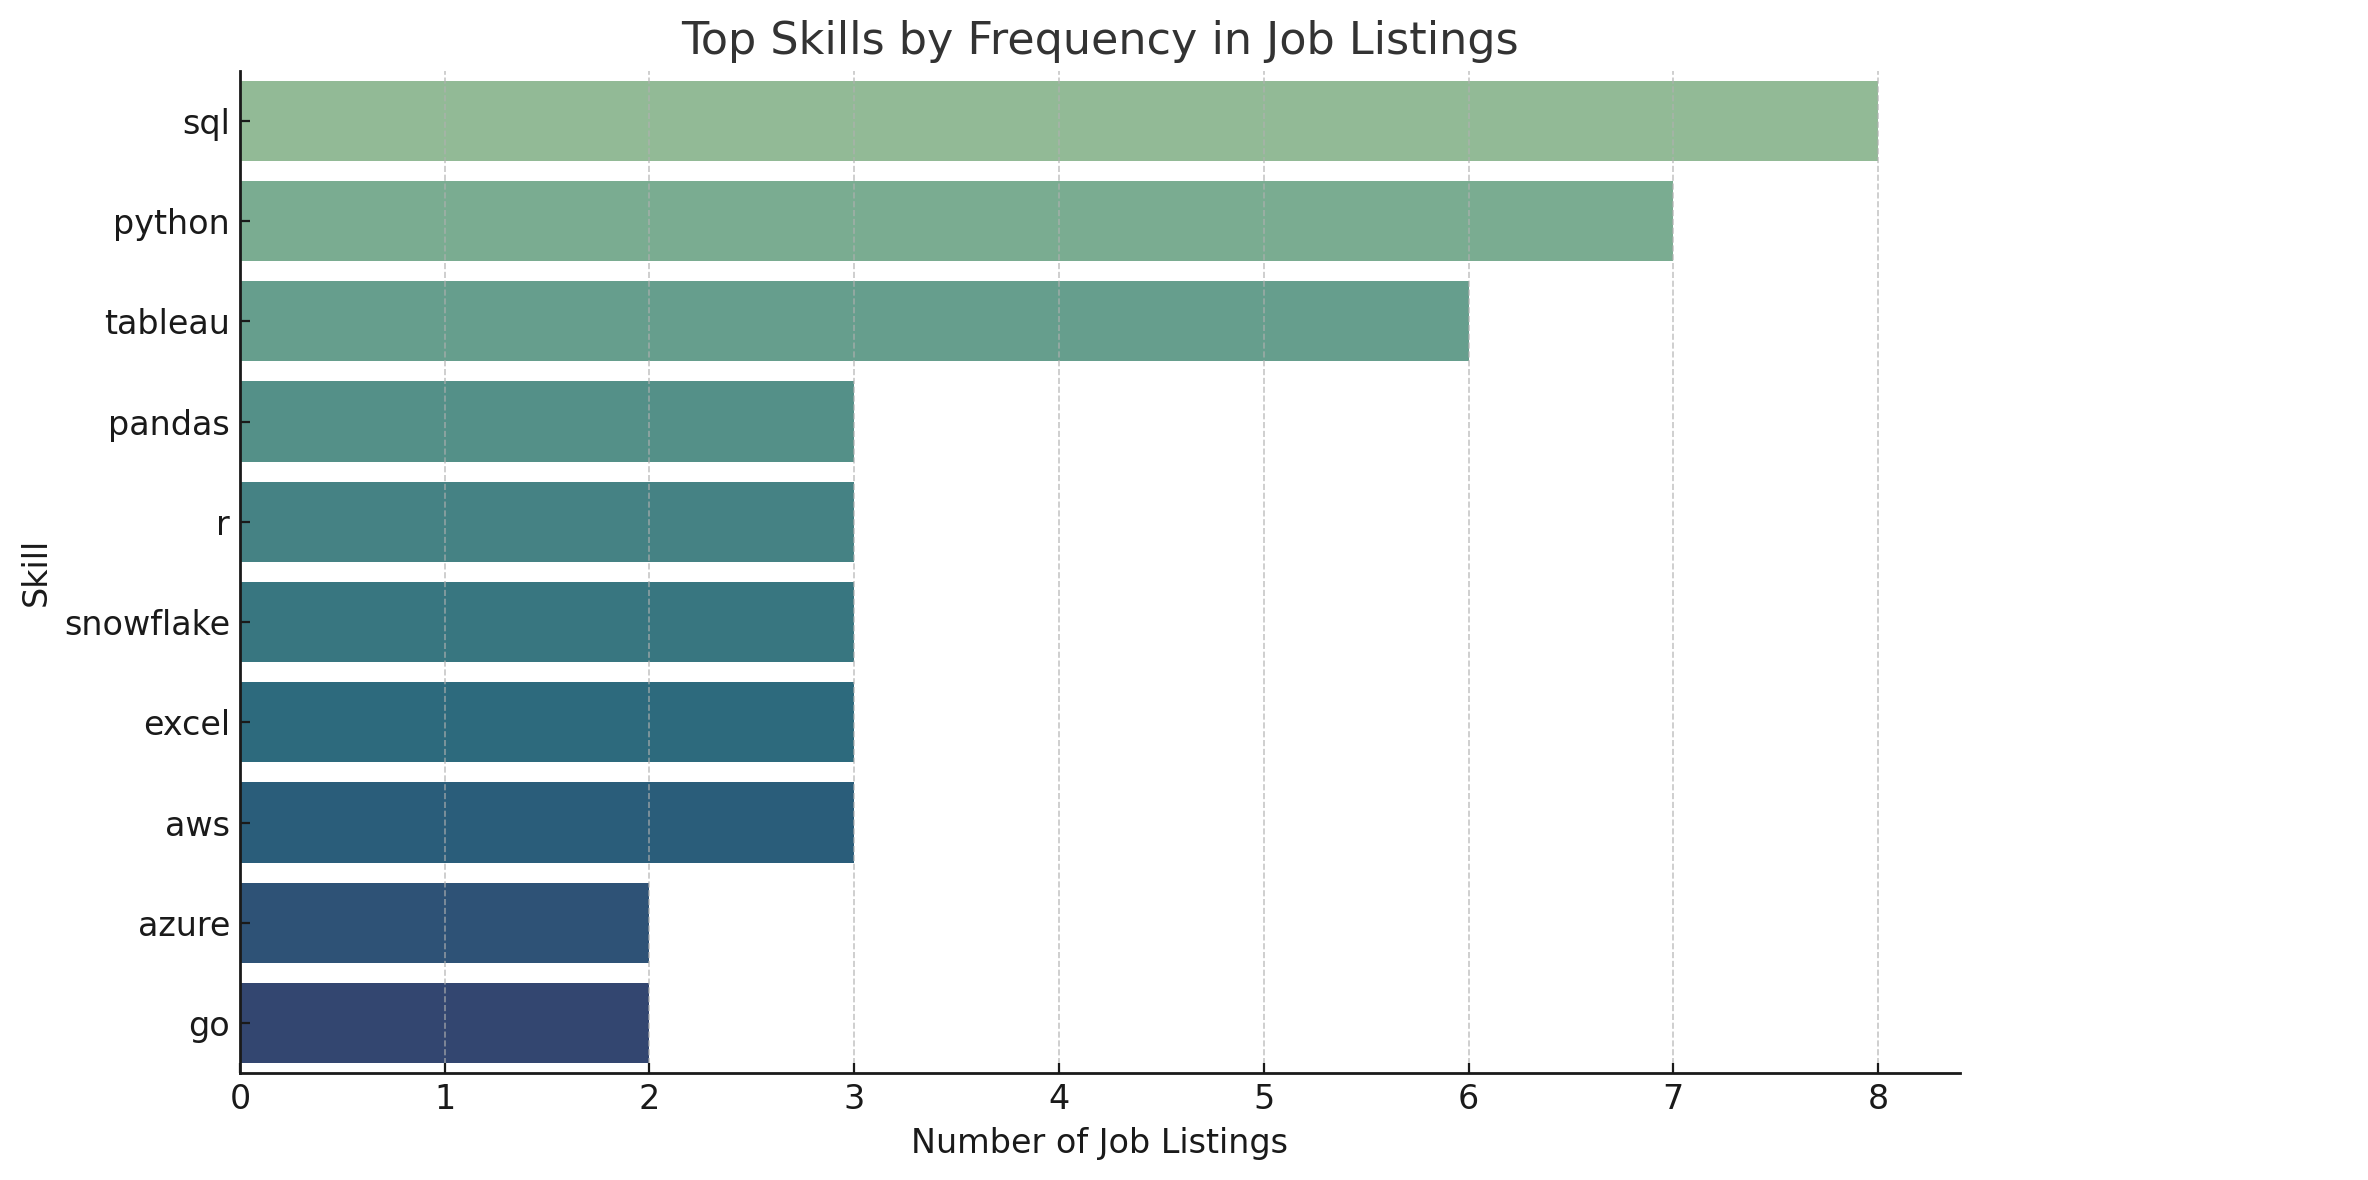 Top Skills by Frequency in Job Listings
sql
python
tableau
pandas
r
snowflake
excel
aws
azure
go
Skill
0 1 2 3 4 5 6 7 8
Number of Job Listings